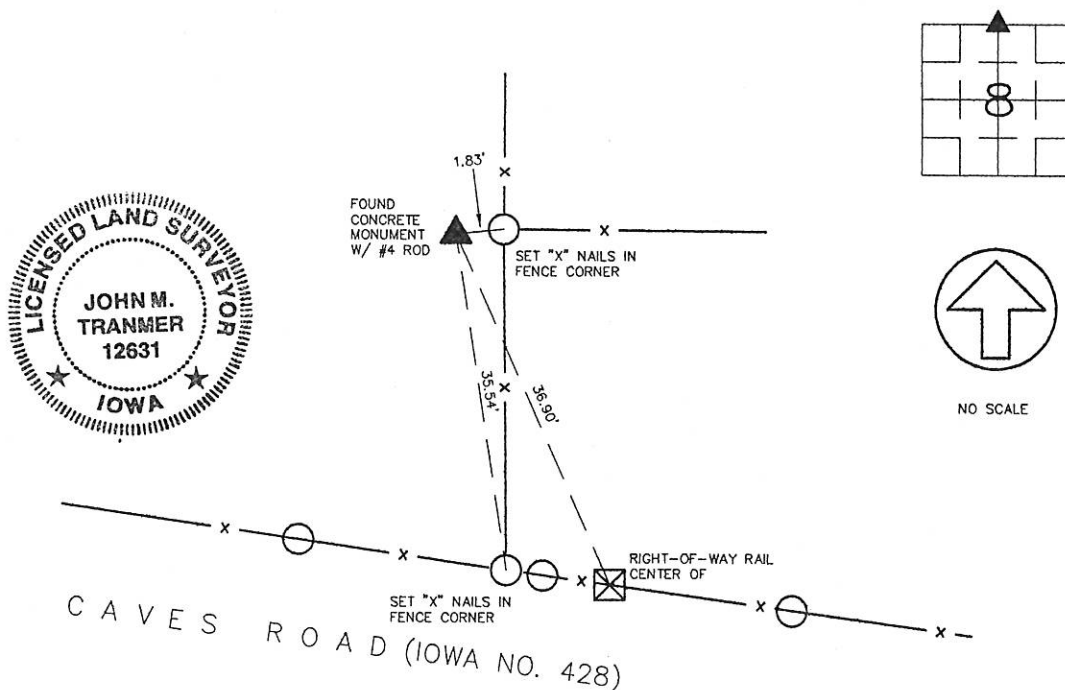 8
1.83'
FOUND
CONCRETE
MONUMENT
W/ #4 ROD
X
X
SET "X" NAILS IN
FENCE CORNER
LICENSED LAND SURVEYOR
JOHN M.
TRANMER
12631
IOWA
35.54'
X
36.90'
NO SCALE
X
X
X
X
X
RIGHT-OF-WAY RAIL
CENTER OF
SET "X" NAILS IN
FENCE CORNER
CAVES ROAD (IOWA NO. 428)